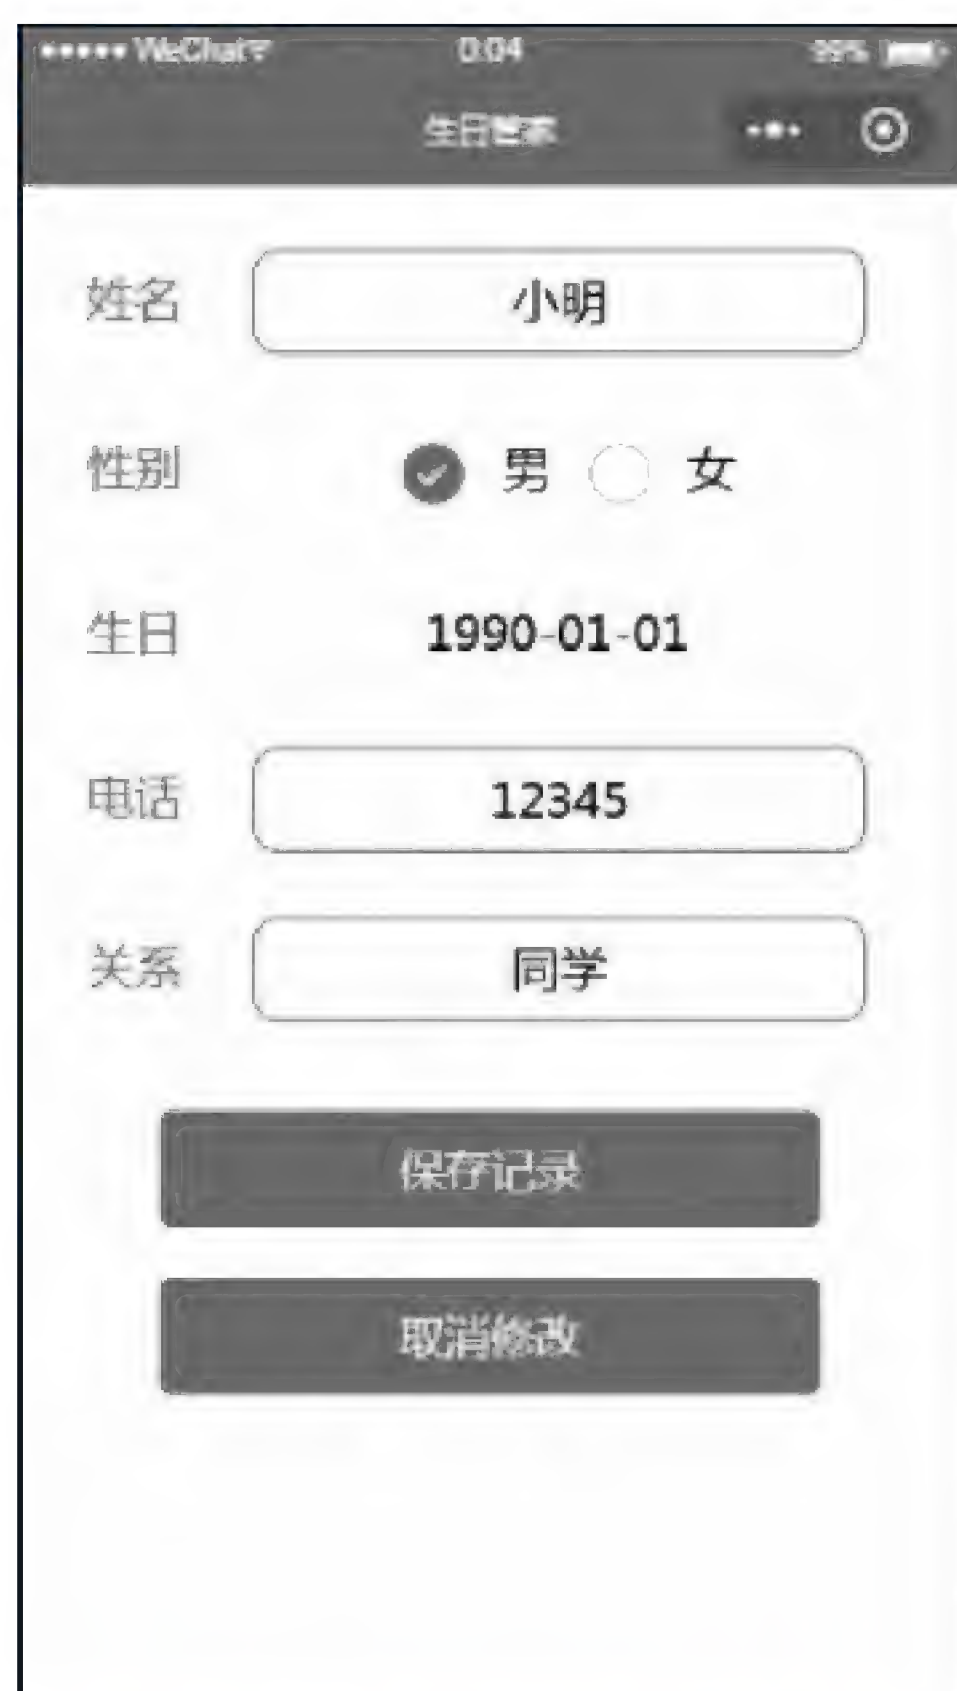 ••••• WeChat 0:04 99%
生日管家
姓名 小明
性别 男 女
生日 1990-01-01
电话 12345
关系 同学
保存记录
取消修改